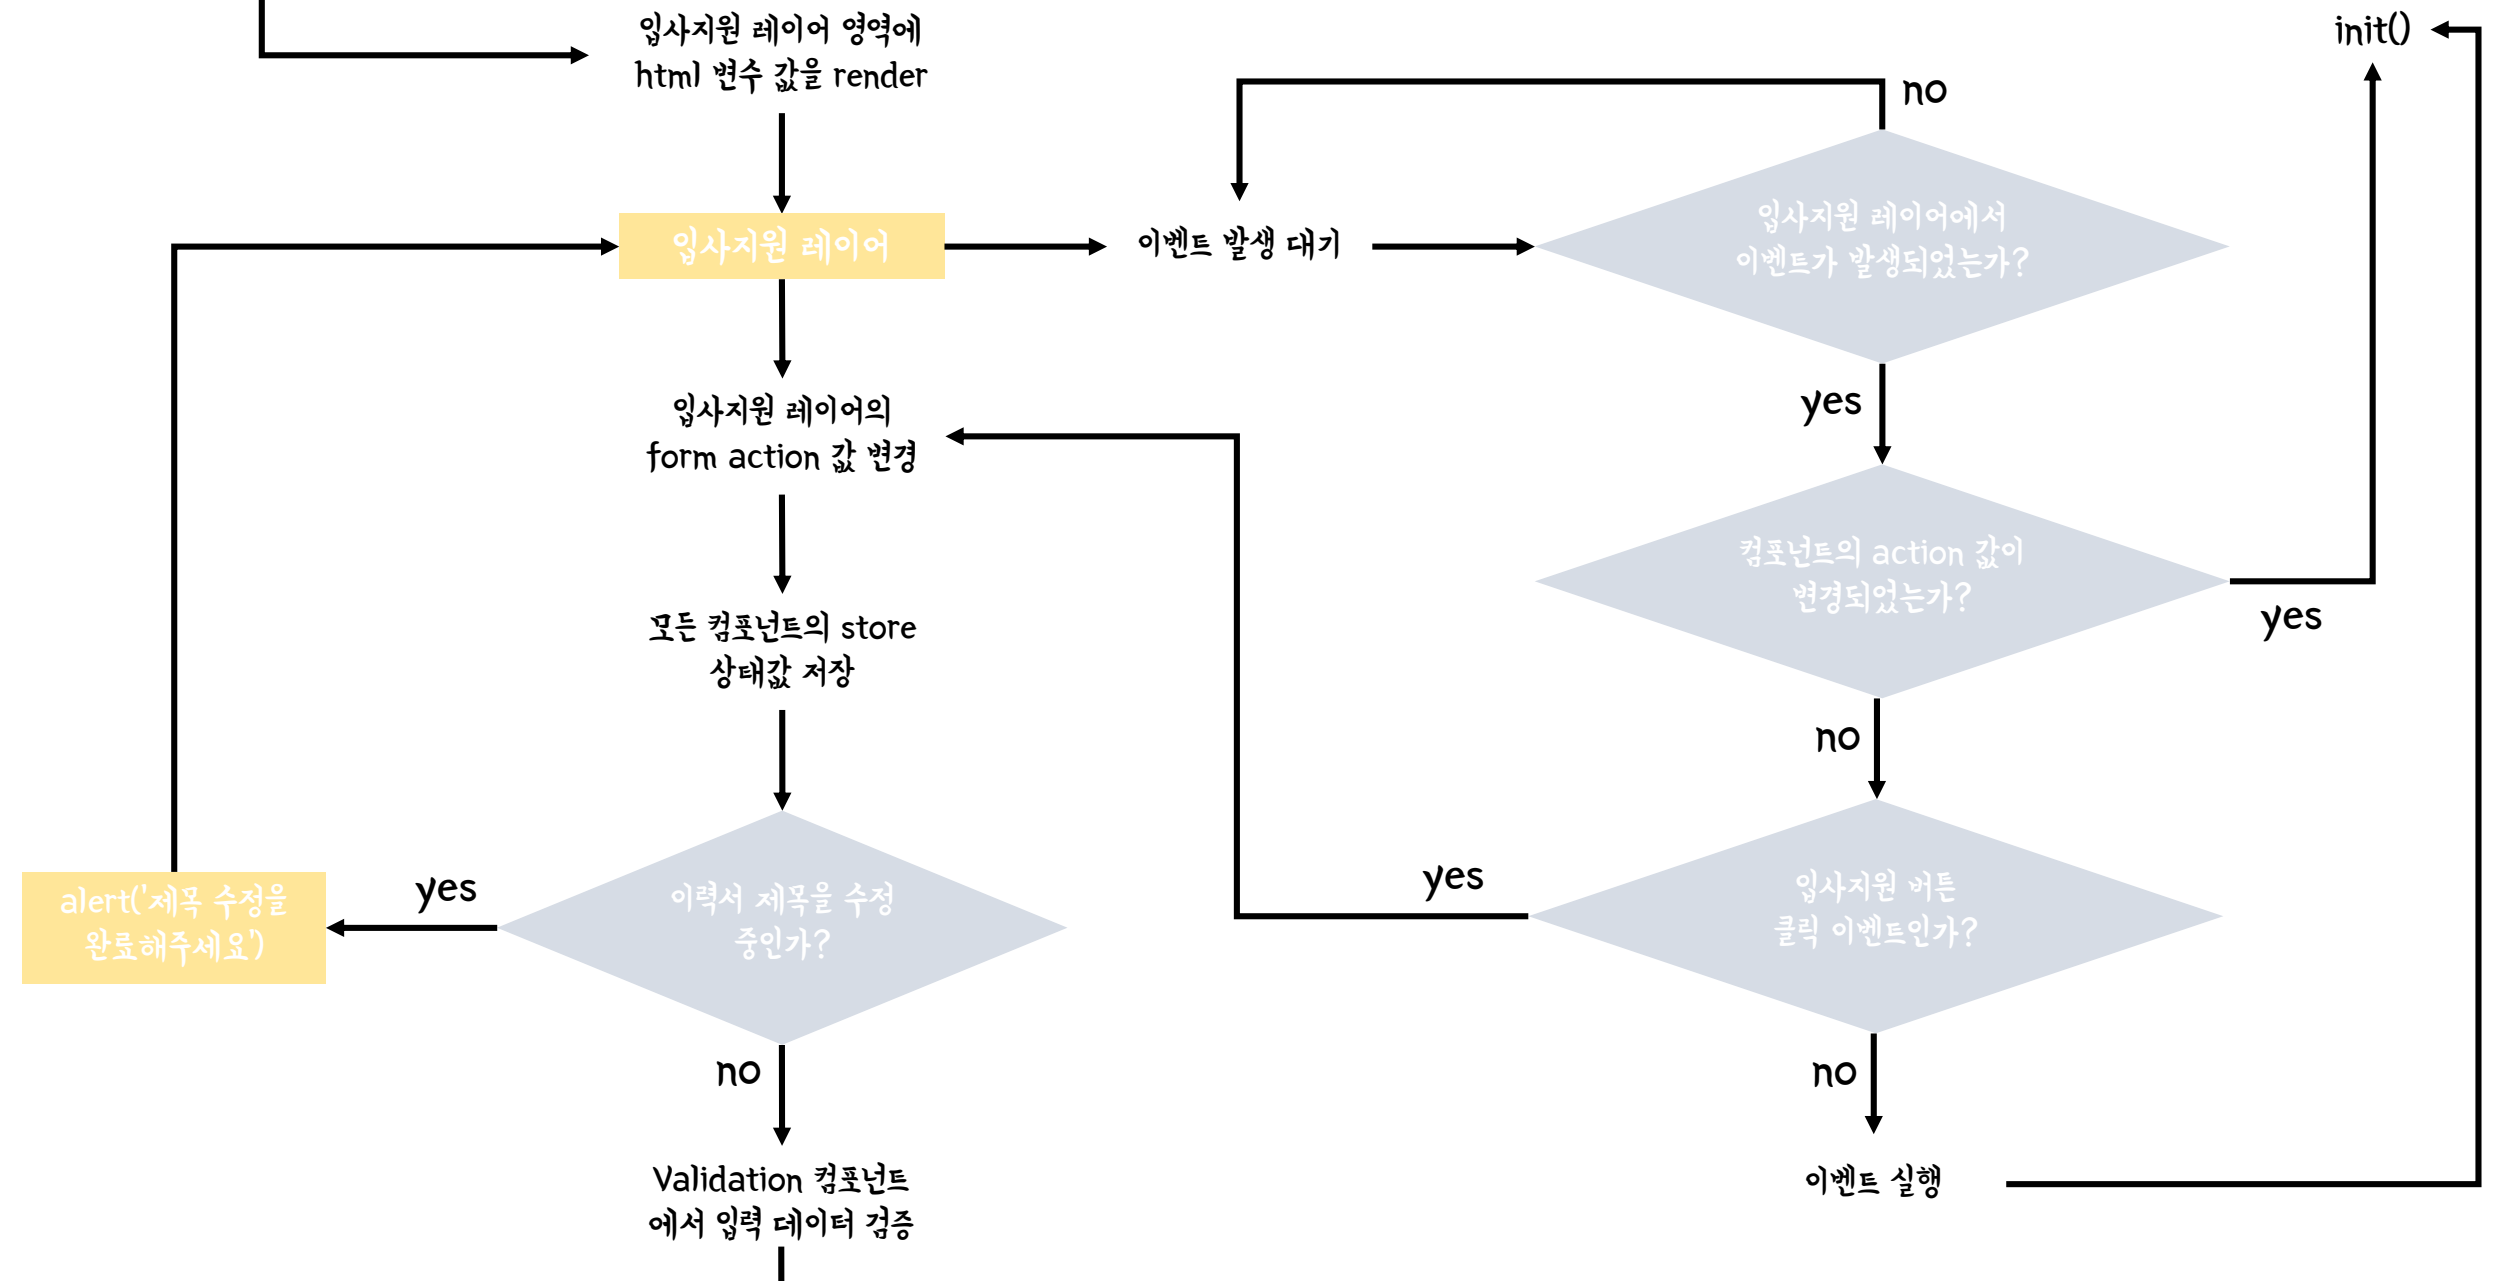 입사지원 레이어 영역에
html 변수 값을 render
init()
no
입사지원 레이어
이벤트 발생 대기
입사지원 레이어에서
이벤트가 발생되었는가?
yes
입사지원 레이어의
form action 값 변경
컴포넌트의 action 값이
변경되었는가?
yes
모든 컴포넌트의 store
상태값 저장
no
yes
alert('제목 수정을
완료해주세요')
이력서 제목을 수정
중인가?
yes
입사지원 버튼
클릭 이벤트인가?
no
no
Validation 컴포넌트
에서 입력 데이터 검증
이벤트 실행